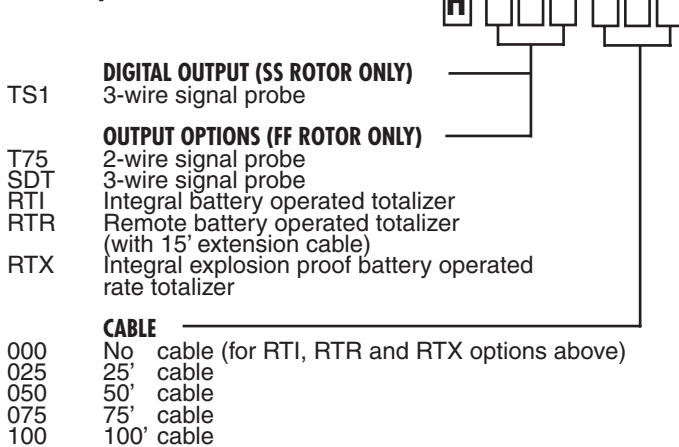 H
DIGITAL OUTPUT (SS ROTOR ONLY)
TS1 3-wire signal probe
OUTPUT OPTIONS (FF ROTOR ONLY)
T75 2-wire signal probe
SDT 3-wire signal probe
RTI Integral battery operated totalizer
RTR Remote battery operated totalizer
(with 15' extension cable)
RTX Integral explosion proof battery operated
rate totalizer
CABLE
000 No cable (for RTI, RTR and RTX options above)
025 25' cable
050 50' cable
075 75' cable
100 100' cable